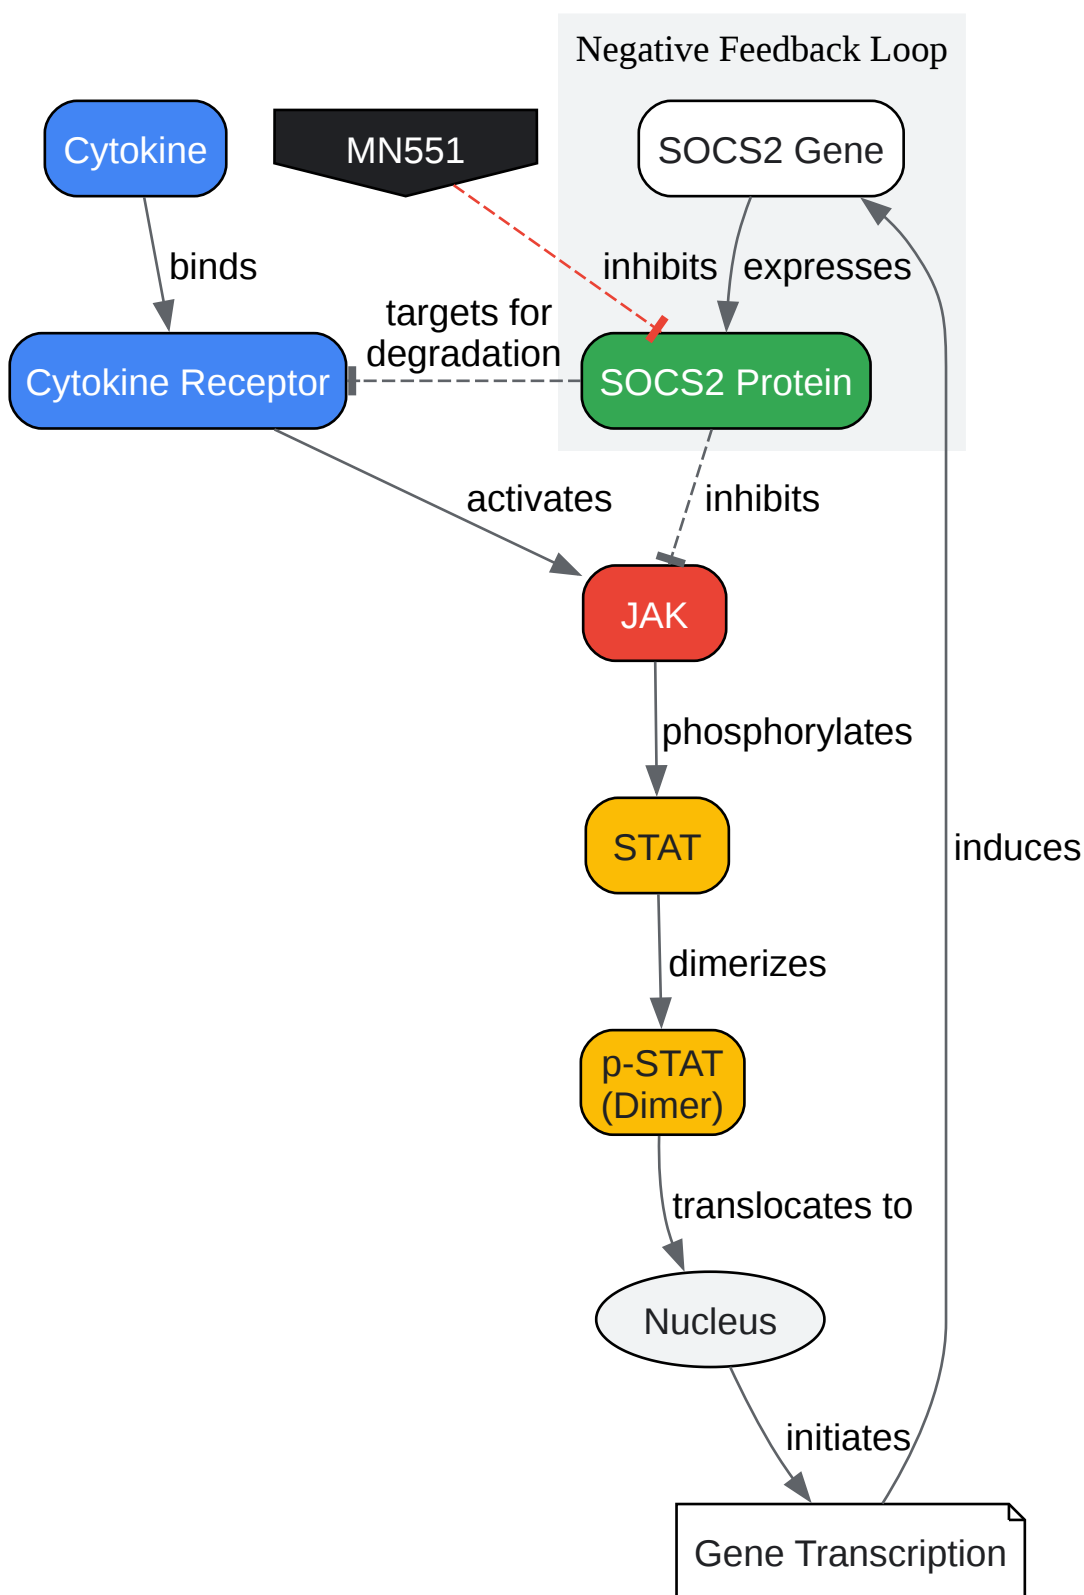 Negative Feedback Loop
Cytokine
MN551
SOCS2 Gene
binds
inhibits
expresses
targets for
degradation
Cytokine Receptor
SOCS2 Protein
activates
inhibits
JAK
phosphorylates
STAT
induces
dimerizes
p-STAT
(Dimer)
translocates to
Nucleus
initiates
Gene Transcription